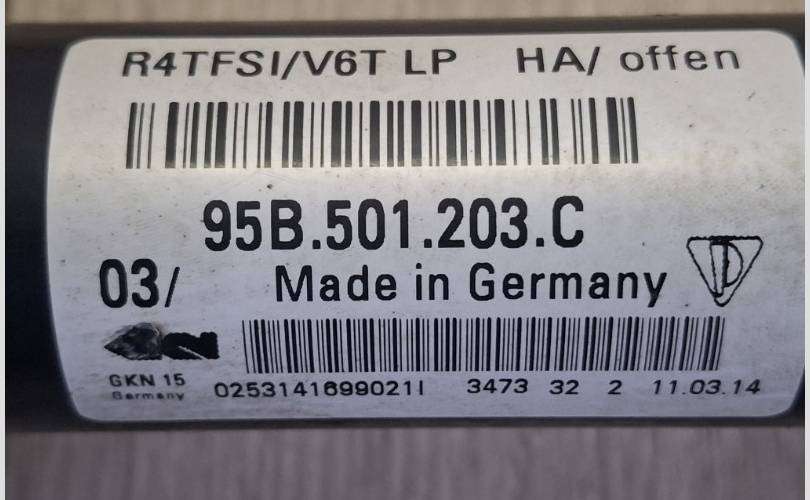 R4TFSI/V6T LP HA/ offen
95B.501.203.C
03/ Made in Germany
GKN 15
Germany
0253141699021I 3473 32 2 11.03.14